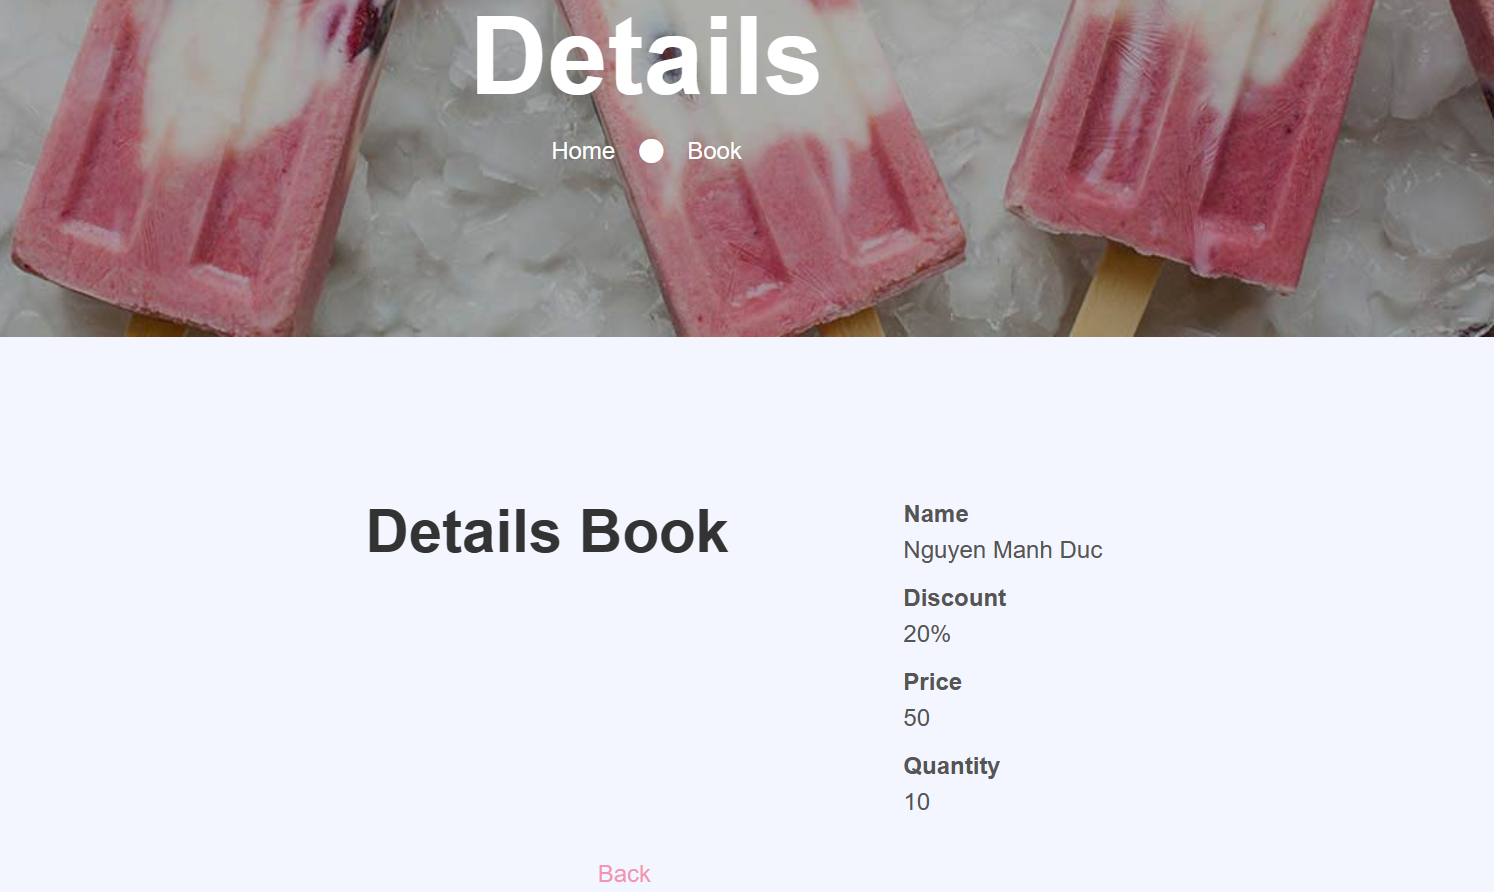 Details
Home Book
Details Book
Name
Nguyen Manh Duc
Discount
20%
Price
50
Quantity
10
Back